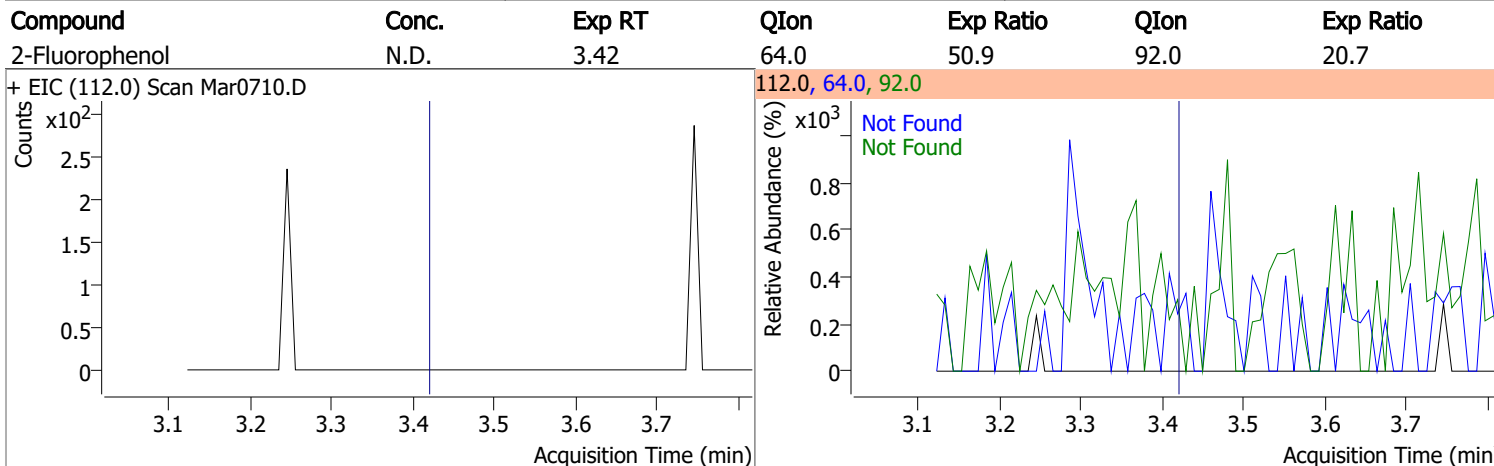 Compound Conc. Exp RT QIon Exp Ratio QIon Exp Ratio
2-Fluorophenol N.D. 3.42 64.0 50.9 92.0 20.7
+ EIC (112.0) Scan Mar0710.D
Counts
x10²
2.5
2
1.5
1
0.5
0
3.1 3.2 3.3 3.4 3.5 3.6 3.7
Acquisition Time (min)
112.0, 64.0, 92.0
Relative Abundance (%)
x10³
Not Found
Not Found
0.8
0.6
0.4
0.2
0
3.1 3.2 3.3 3.4 3.5 3.6 3.7
Acquisition Time (min